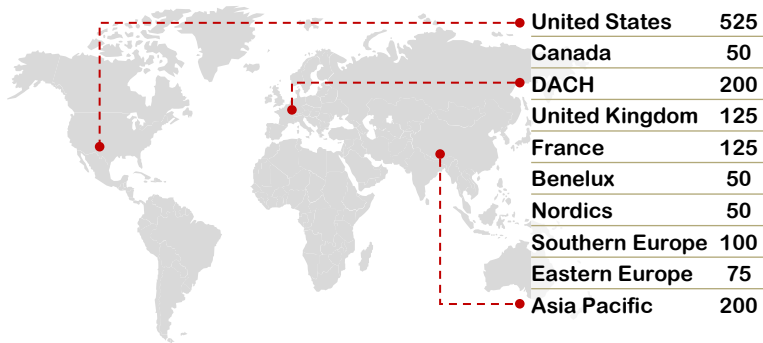 United States 525
Canada 50
DACH 200
United Kingdom 125
France 125
Benelux 50
Nordics 50
Southern Europe 100
Eastern Europe 75
Asia Pacific 200